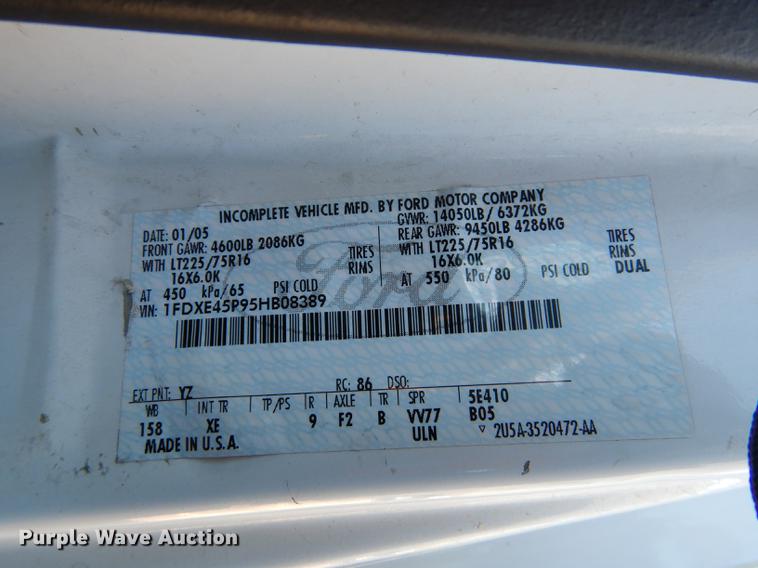 INCOMPLETE VEHICLE MFD. BY FORD MOTOR COMPANY
DATE: 01/05 GVWR: 14050LB/ 6372KG
FRONT GAWR: 4600LB 2086KG REAR GAWR: 9450LB 4286KG
WITH LT225/75R16 TIRES WITH LT225/75R16 TIRES
16X6.0K RIMS 16X6.0K RIMS
AT 450 kPa/65 PSI COLD AT 550 kPa/80 PSI COLD DUAL
VIN: 1FDXE45P95HB08389
Ford
EXT PNT: YZ RC: 86 DSO:
WB INT TR TP/PS R AXLE TR SPR 5E410
158 XE 9 F2 B VV77 B05
MADE IN U.S.A. ULN ▽ 2U5A-3520472-AA
Purple Wave Auction